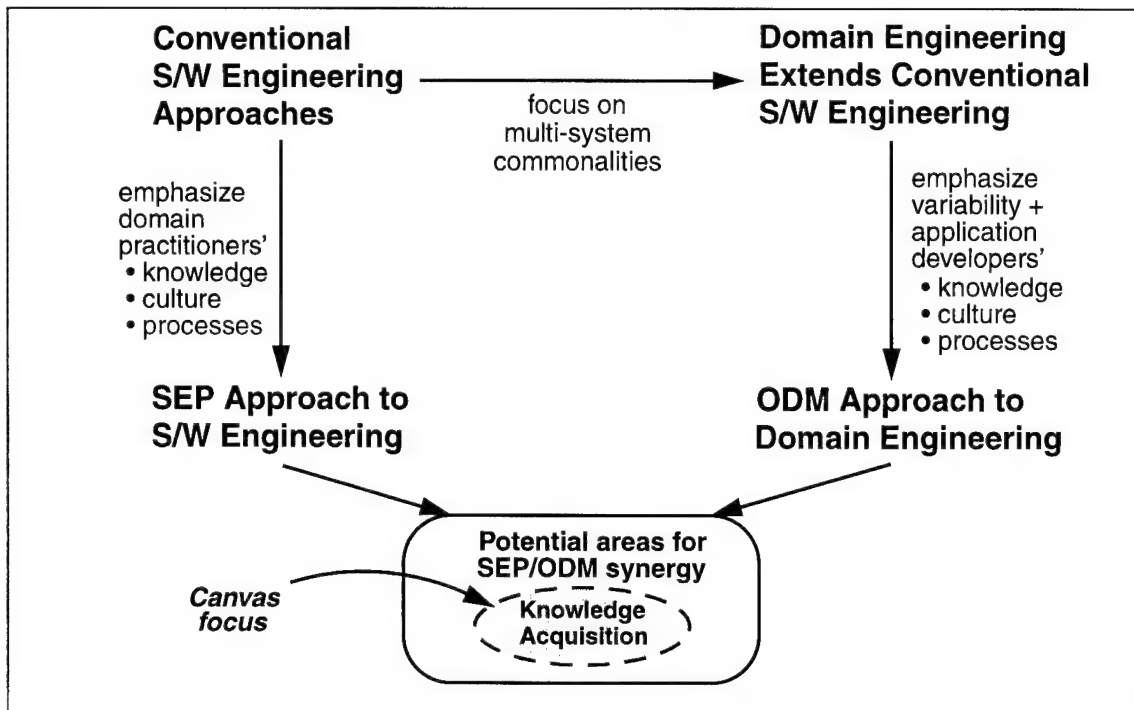 Conventional
S/W Engineering
Approaches
Domain Engineering
Extends Conventional
S/W Engineering
focus on
multi-system
commonalities
emphasize
domain
practitioners'
• knowledge
• culture
• processes
emphasize
variability +
application
developers'
• knowledge
• culture
• processes
SEP Approach to
S/W Engineering
ODM Approach to
Domain Engineering
Potential areas for
SEP/ODM synergy
Knowledge
Acquisition
Canvas
focus